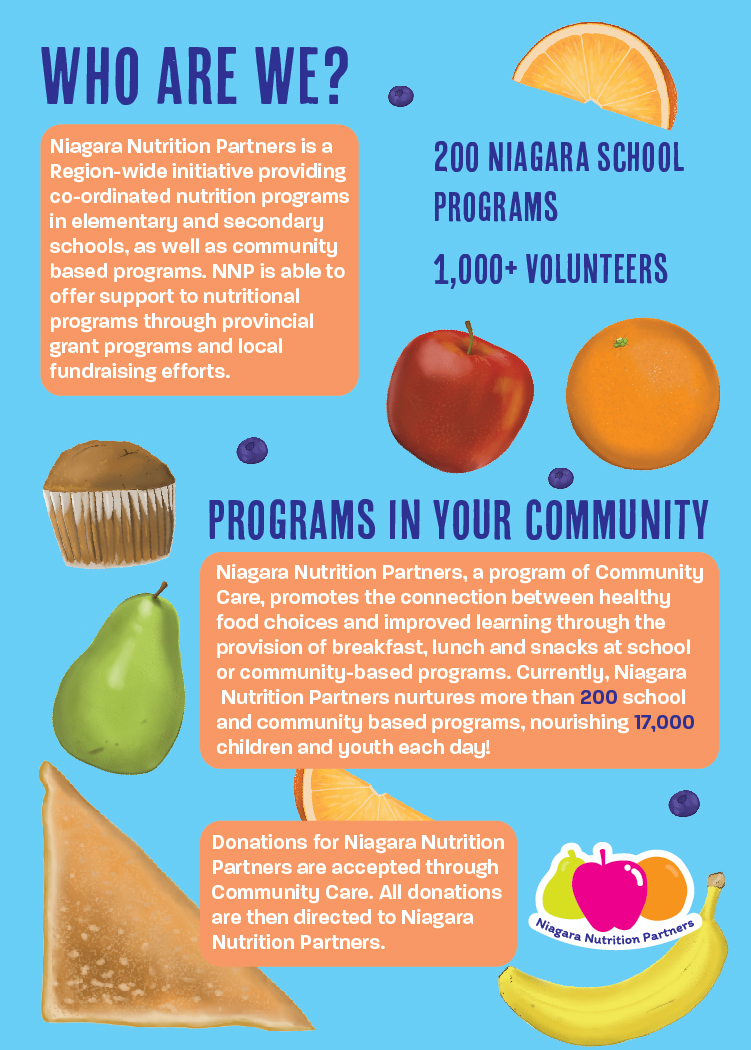 WHO ARE WE?
Niagara Nutrition Partners is a
Region-wide initiative providing
co-ordinated nutrition programs
in elementary and secondary
schools, as well as community
based programs. NNP is able to
offer support to nutritional
programs through provincial
grant programs and local
fundraising efforts.
200 NIAGARA SCHOOL
PROGRAMS
1,000+ VOLUNTEERS
PROGRAMS IN YOUR COMMUNITY
Niagara Nutrition Partners, a program of Community
Care, promotes the connection between healthy
food choices and improved learning through the
provision of breakfast, lunch and snacks at school
or community-based programs. Currently, Niagara
Nutrition Partners nurtures more than 200 school
and community based programs, nourishing 17,000
children and youth each day!
Donations for Niagara Nutrition
Partners are accepted through
Community Care. All donations
are then directed to Niagara
Nutrition Partners.
Niagara Nutrition Partners